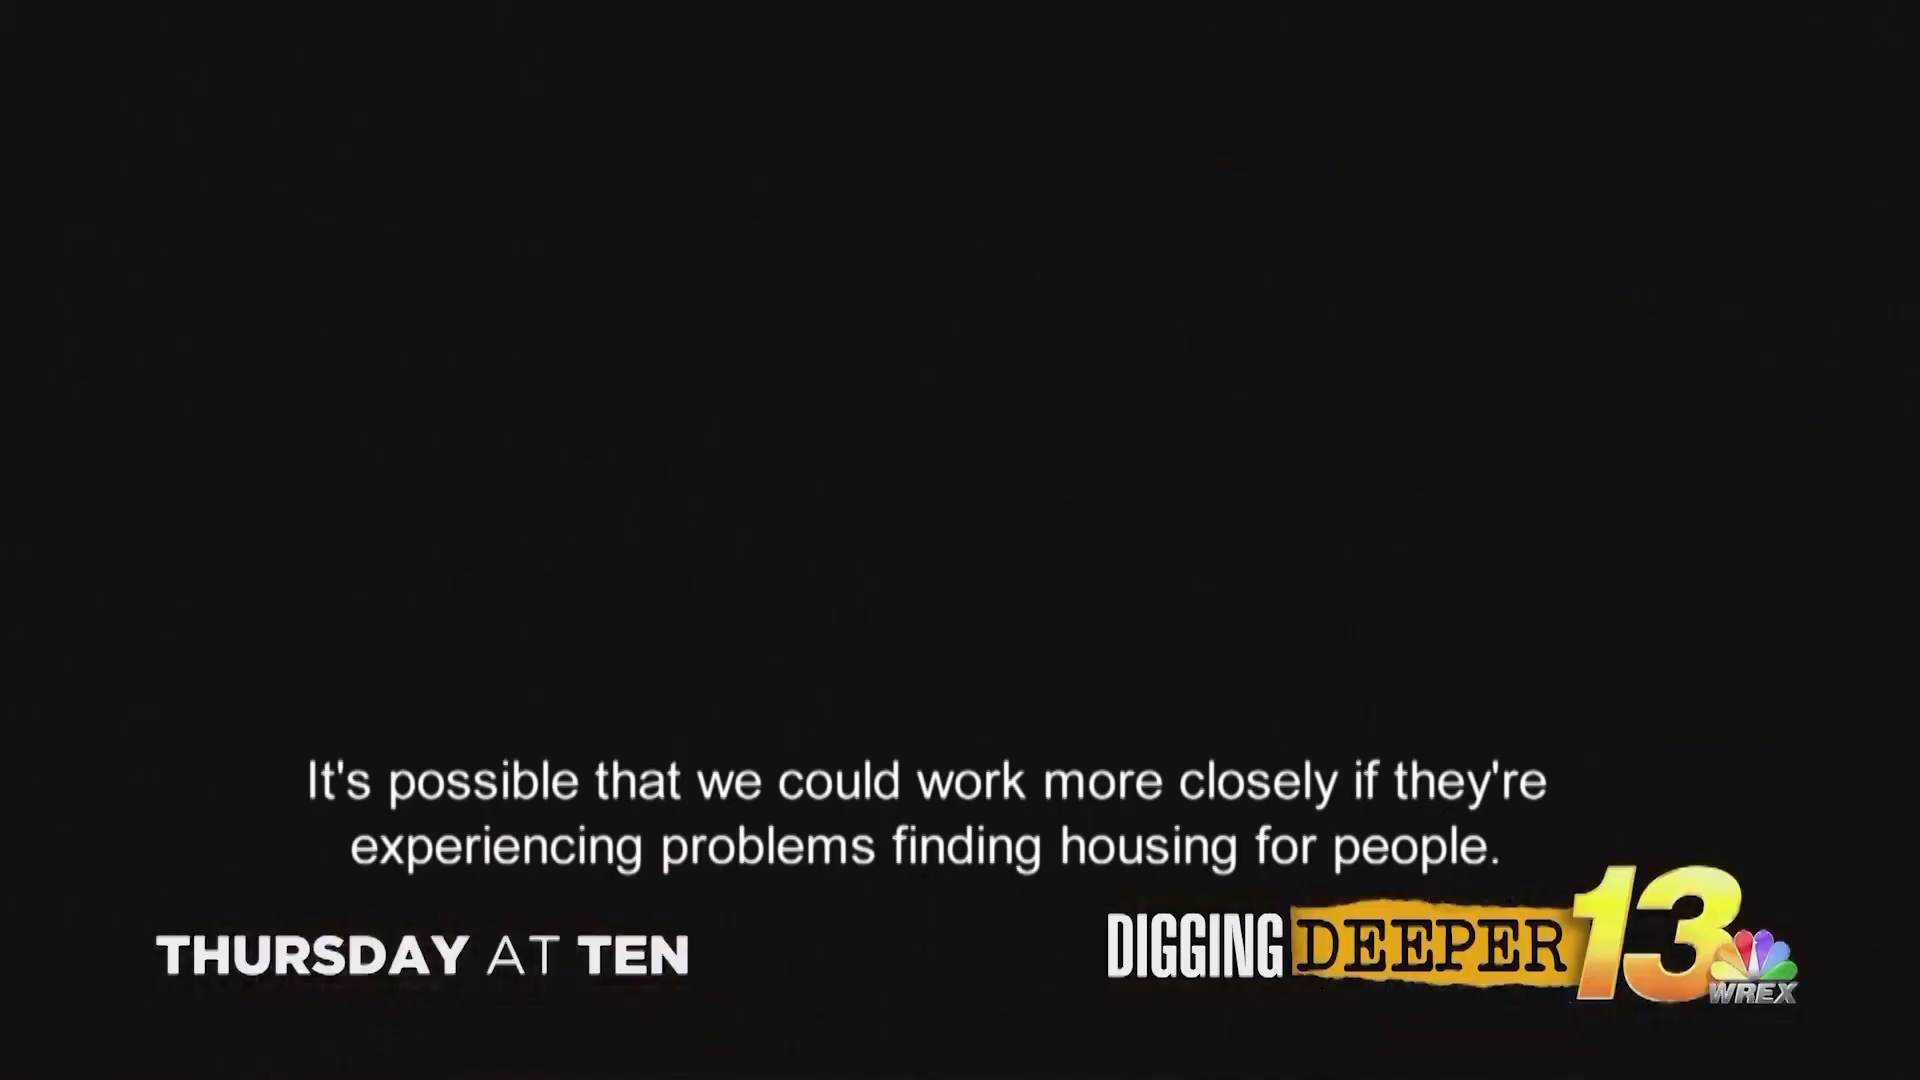 It's possible that we could work more closely if they're
experiencing problems finding housing for people.
THURSDAY AT TEN
DIGGING DEEPER 13
WREX